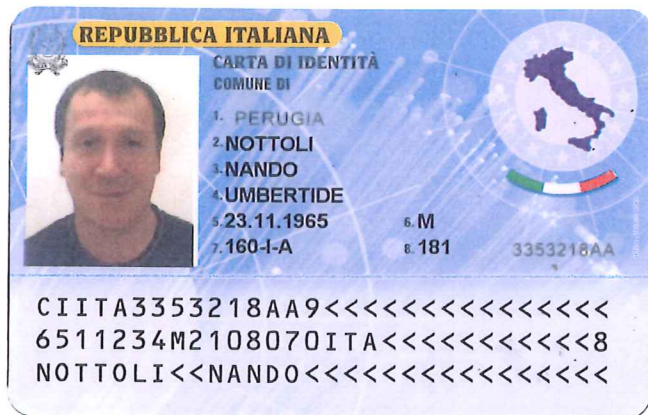 REPUBBLICA ITALIANA
CARTA DI IDENTITÀ
COMUNE DI
1. PERUGIA
2. NOTTOLI
3. NANDO
4. UMBERTIDE
5. 23.11.1965 6. M
7. 160-I-A 8. 181 3353218AA
CIITA3353218AA9<<<<<<<<<<<<<<<
6511234M2108070ITA<<<<<<<<<<<8
NOTTOLI<<NANDO<<<<<<<<<<<<<<<<